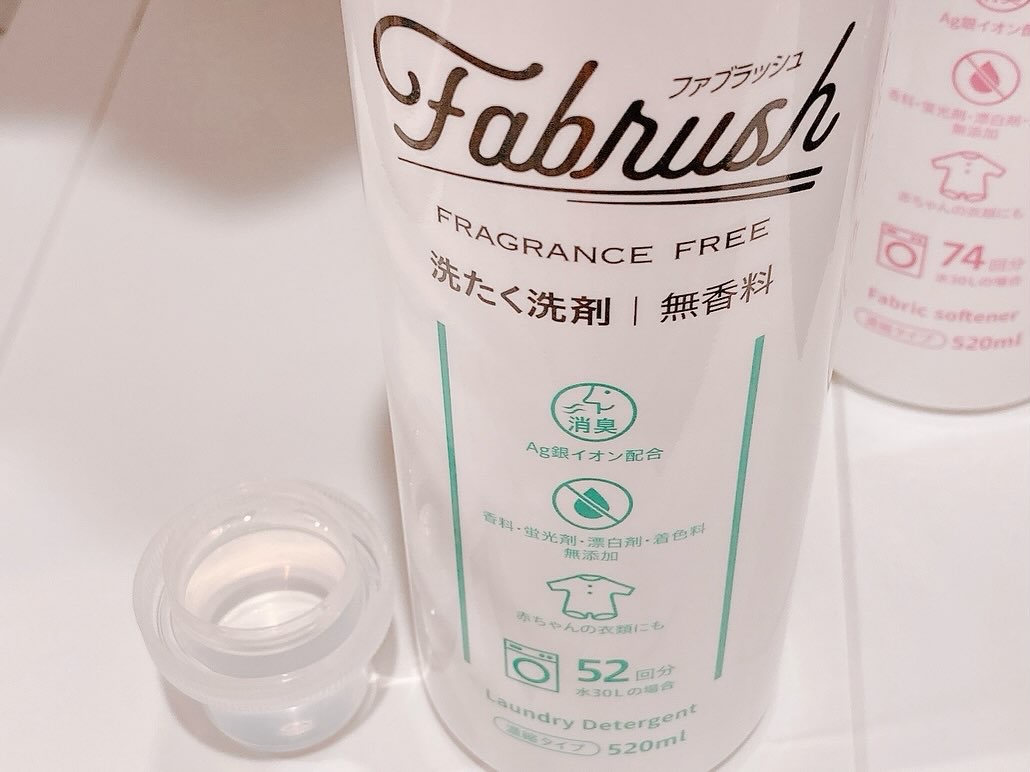 Fabrush
ファブラッシュ
FRAGRANCE FREE
洗たく洗剤｜無香料
消臭
Ag銀イオン配合
香料・蛍光剤・漂白剤・着色料
無添加
赤ちゃんの衣類にも
52回分
水30Lの場合
Laundry Detergent
濃縮タイプ 520ml
Ag銀イオン配
香料・蛍光剤・漂白剤・
無添加
赤ちゃんの衣類にも
74回分
水30Lの場合
Fabric softener
濃縮タイプ 520ml